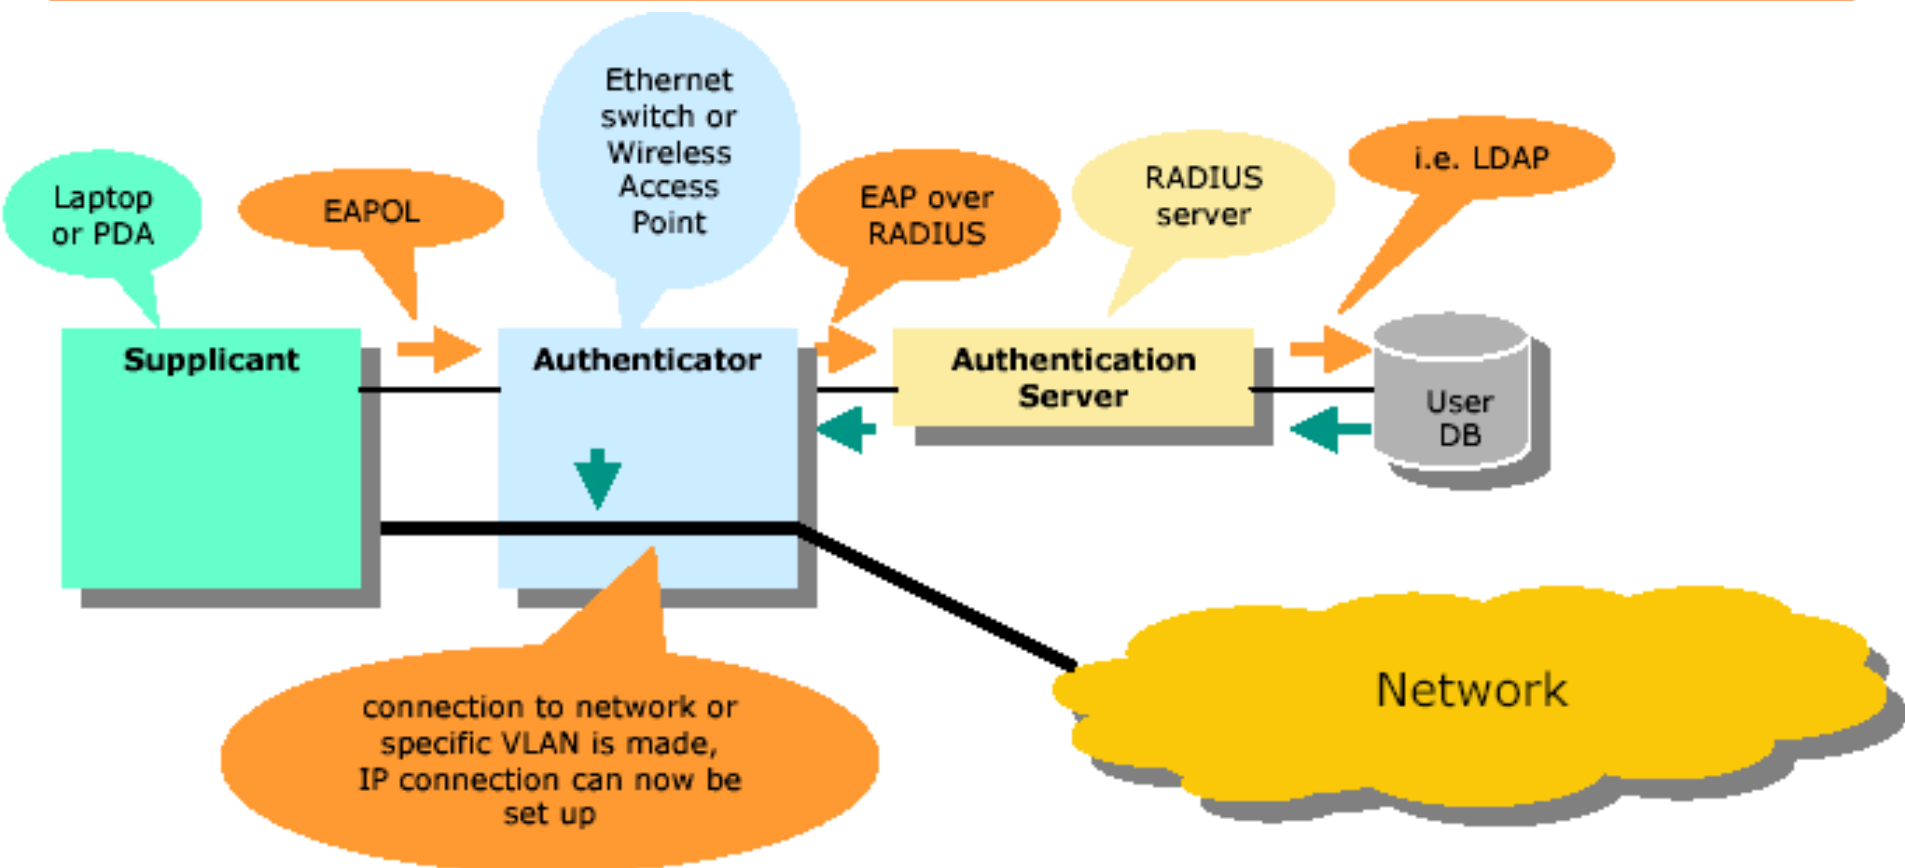 Ethernet
switch or
Wireless
Access
Point
Laptop
or PDA
EAPOL
EAP over
RADIUS
RADIUS
server
i.e. LDAP
Supplicant
Authenticator
Authentication
Server
User
DB
connection to network or
specific VLAN is made,
IP connection can now be
set up
Network